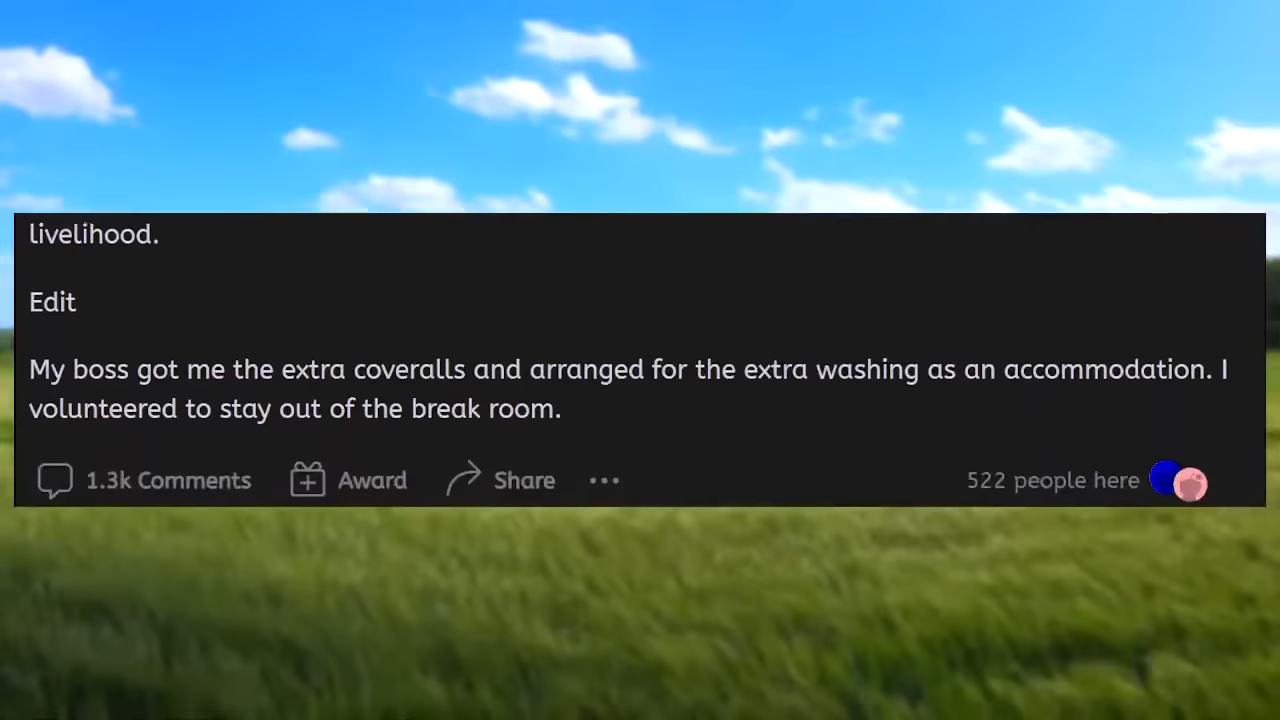 livelihood.
Edit
My boss got me the extra coveralls and arranged for the extra washing as an accommodation. I
volunteered to stay out of the break room.
1.3k Comments Award Share ... 522 people here